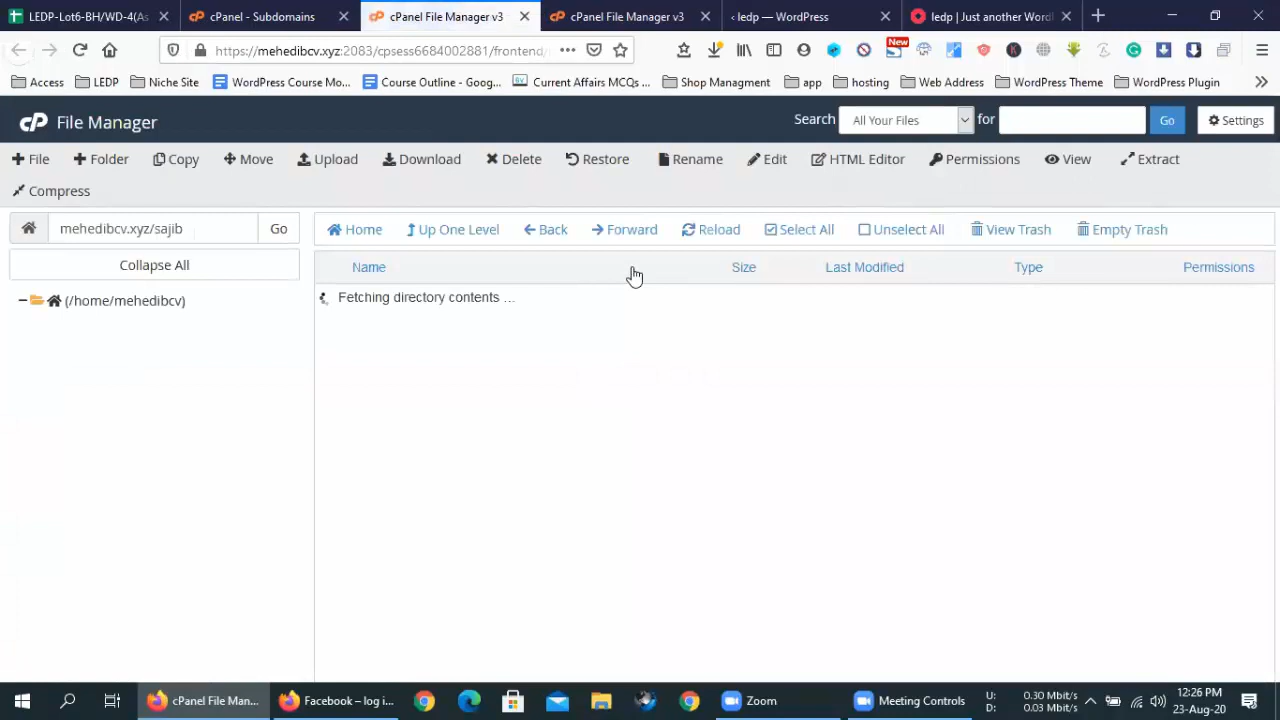 LEDP-Lot6-BH/WD-4(As
cPanel - Subdomains
cPanel File Manager v3
cPanel File Manager v3
‹ ledp — WordPress
ledp | Just another Word
https://mehedibcv.xyz:2083/cpsess6684002881/frontend/
New
Access
LEDP
Niche Site
WordPress Course Mo...
Course Outline - Goog...
Current Affairs MCQs ...
Shop Managment
app
hosting
Web Address
WordPress Theme
WordPress Plugin
cP File Manager
Search
All Your Files
for
Go
Settings
File
Folder
Copy
Move
Upload
Download
Delete
Restore
Rename
Edit
HTML Editor
Permissions
View
Extract
Compress
mehedibcv.xyz/sajib
Go
Home
Up One Level
Back
Forward
Reload
Select All
Unselect All
View Trash
Empty Trash
Collapse All
Name
Size
Last Modified
Type
Permissions
(/home/mehedibcv)
Fetching directory contents ...
cPanel File Man...
Facebook – log i...
Zoom
Meeting Controls
U: 0.30 Mbit/s
D: 0.03 Mbit/s
12:26 PM
23-Aug-20